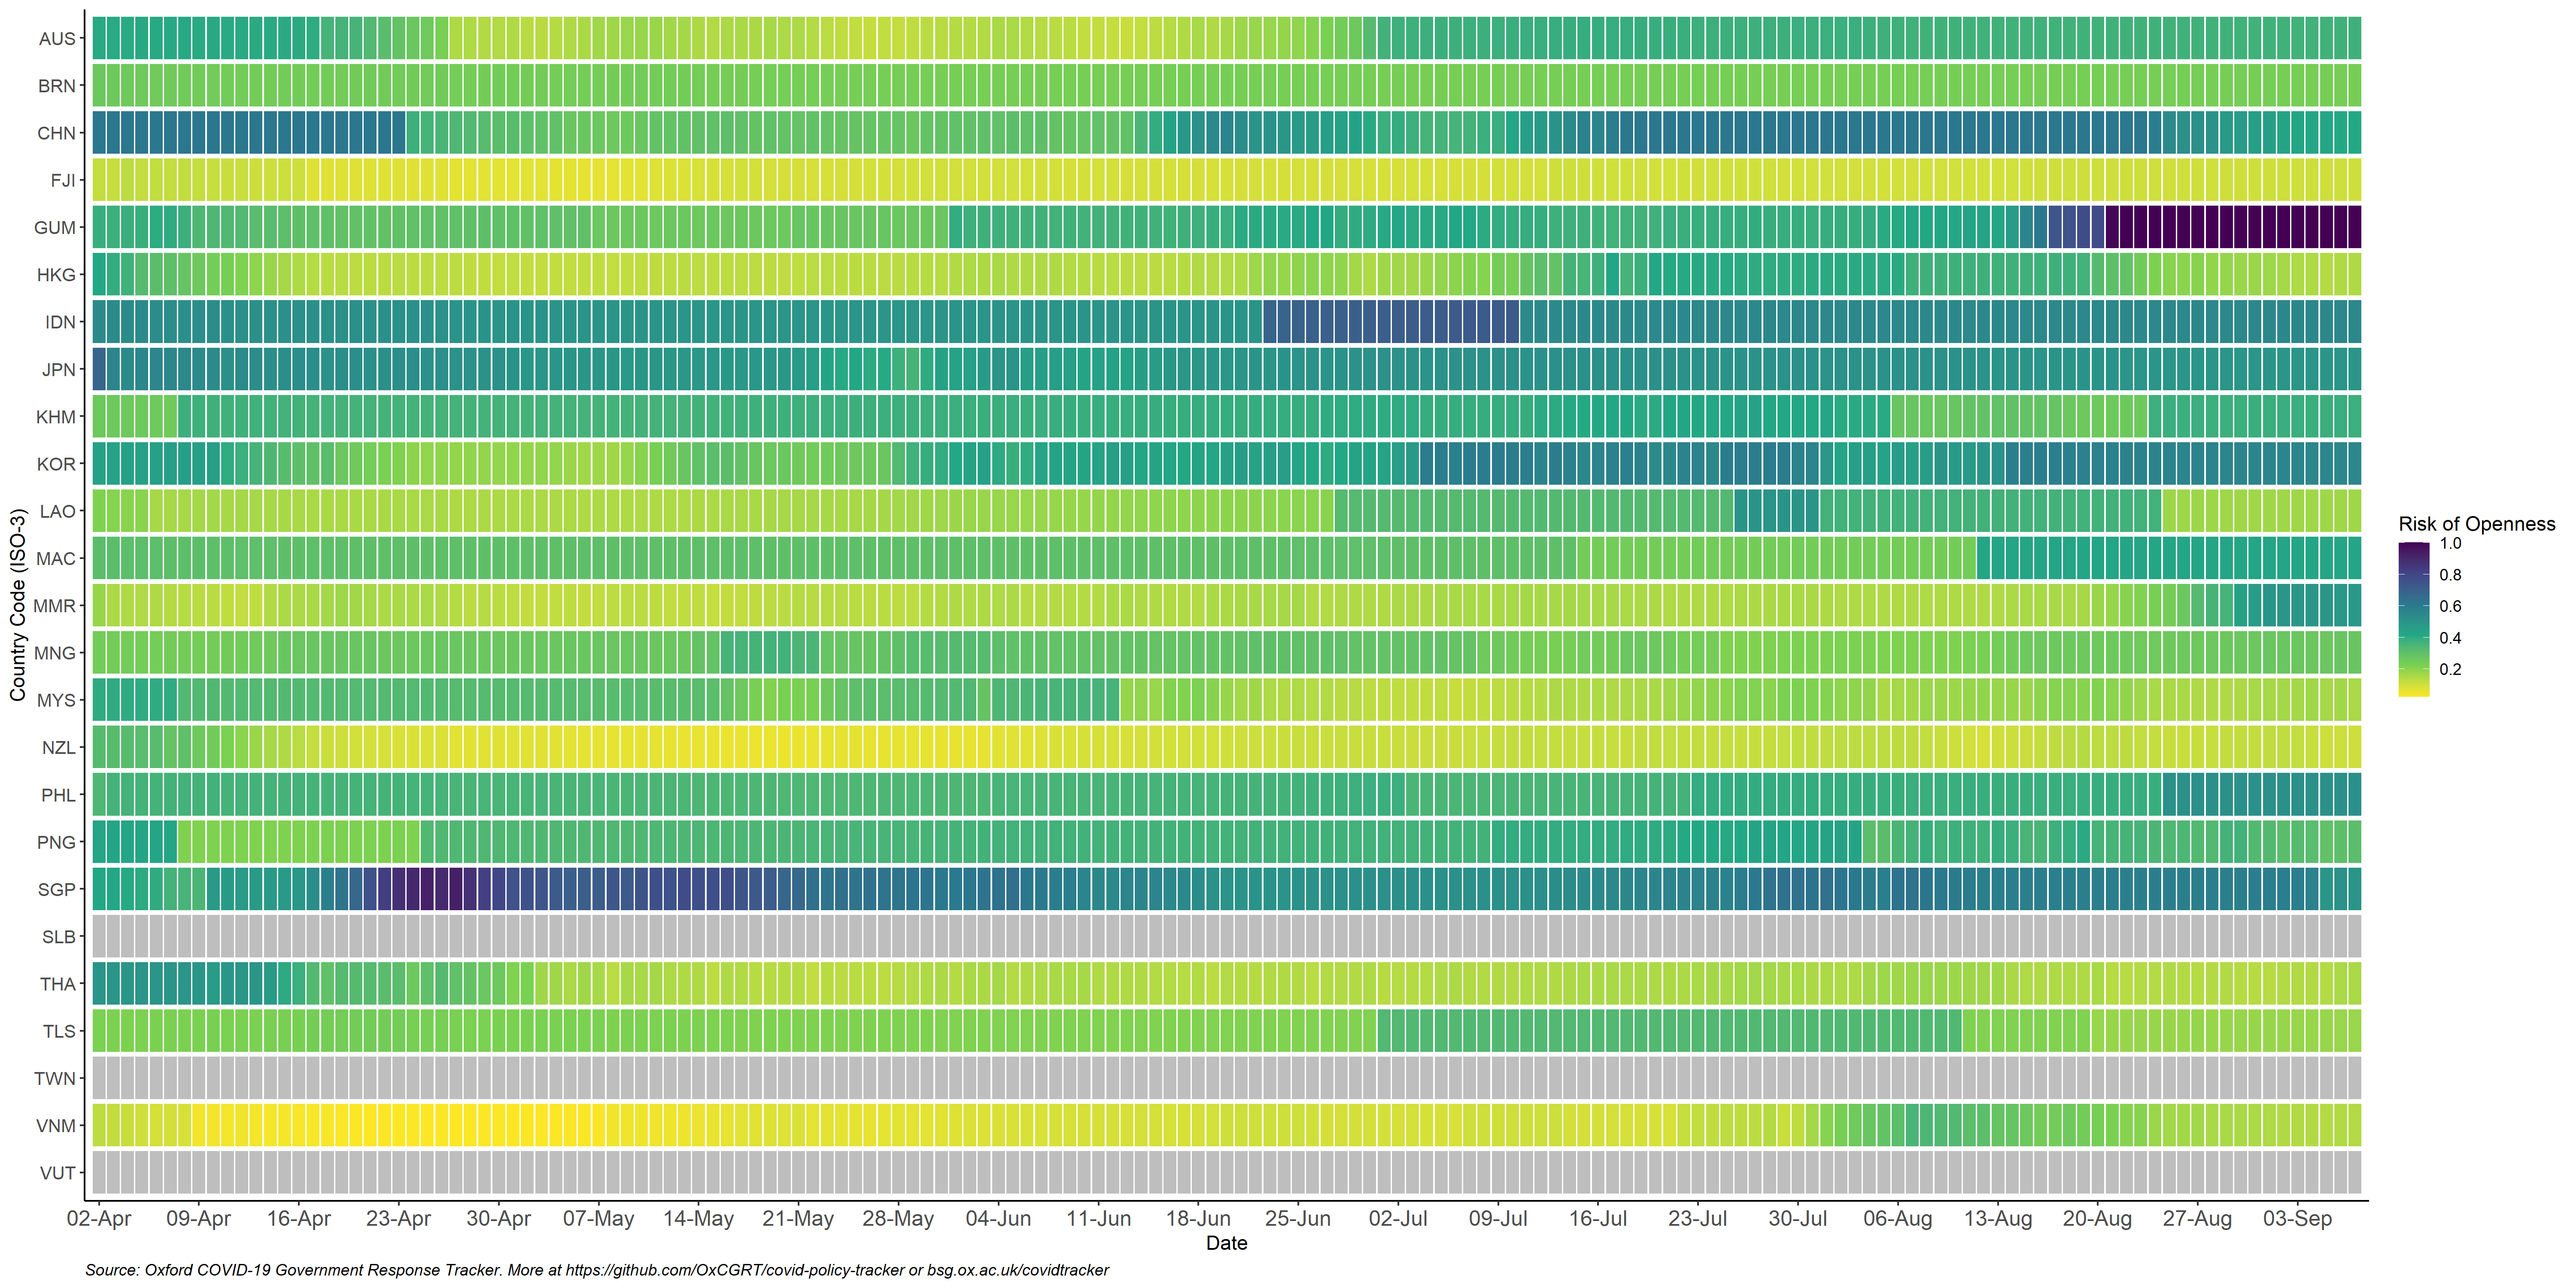 AUS
BRN
CHN
FJI
GUM
HKG
IDN
JPN
KHM
KOR
LAO
MAC
MMR
MNG
MYS
NZL
PHL
PNG
SGP
SLB
THA
TLS
TWN
VNM
VUT
Country Code (ISO-3)
02-Apr 09-Apr 16-Apr 23-Apr 30-Apr 07-May 14-May 21-May 28-May 04-Jun 11-Jun 18-Jun 25-Jun 02-Jul 09-Jul 16-Jul 23-Jul 30-Jul 06-Aug 13-Aug 20-Aug 27-Aug 03-Sep
Date
Risk of Openness
1.0
0.8
0.6
0.4
0.2
Source: Oxford COVID-19 Government Response Tracker. More at https://github.com/OxCGRT/covid-policy-tracker or bsg.ox.ac.uk/covidtracker